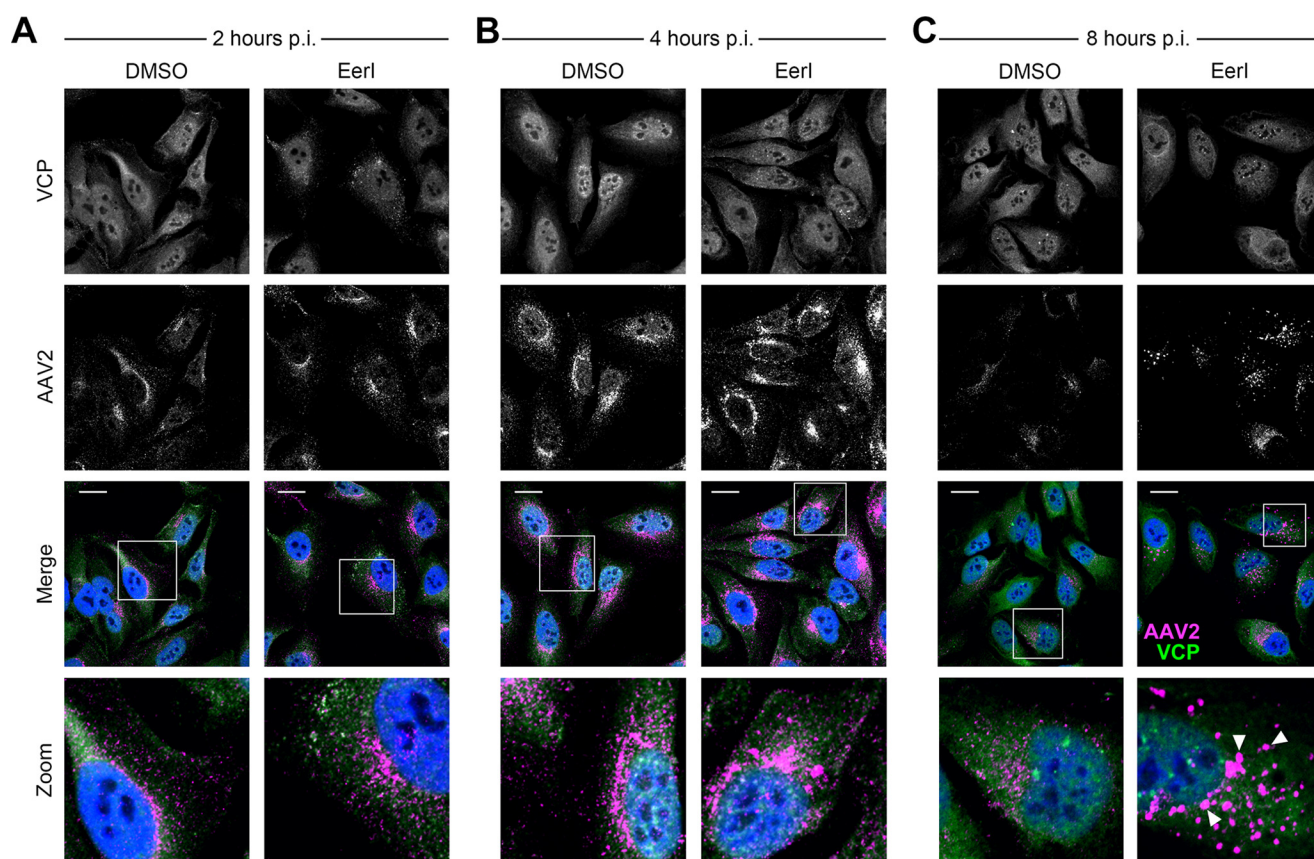 A
2 hours p.i.
B
4 hours p.i.
C
8 hours p.i.
DMSO
EerI
DMSO
EerI
DMSO
EerI
VCP
AAV2
Merge
AAV2
VCP
Zoom